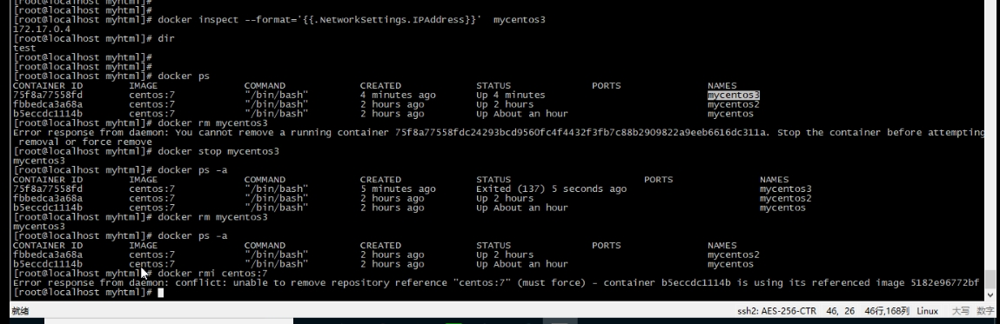 [root@localhost myhtml]#
[root@localhost myhtml]#
[root@localhost myhtml]# docker inspect --format='{{.NetworkSettings.IPAddress}}'  mycentos3
172.17.0.4
[root@localhost myhtml]# dir
test
[root@localhost myhtml]#
[root@localhost myhtml]#
[root@localhost myhtml]# docker ps
CONTAINER ID        IMAGE               COMMAND             CREATED             STATUS              PORTS               NAMES
75f8a77558fd        centos:7            "/bin/bash"         4 minutes ago       Up 4 minutes                            mycentos3
fbbedca3a68a        centos:7            "/bin/bash"         2 hours ago         Up 2 hours                              mycentos2
b5eccdc1114b        centos:7            "/bin/bash"         2 hours ago         Up About an hour                        mycentos
[root@localhost myhtml]# docker rm mycentos3
Error response from daemon: You cannot remove a running container 75f8a77558fdc24293bcd9560fc4f4432f3fb7c88b2909822a9eeb6616dc311a. Stop the container before attempting
 removal or force remove
[root@localhost myhtml]# docker stop mycentos3
mycentos3
[root@localhost myhtml]# docker ps -a
CONTAINER ID        IMAGE               COMMAND             CREATED             STATUS                       PORTS               NAMES
75f8a77558fd        centos:7            "/bin/bash"         5 minutes ago       Exited (137) 5 seconds ago                       mycentos3
fbbedca3a68a        centos:7            "/bin/bash"         2 hours ago         Up 2 hours                                       mycentos2
b5eccdc1114b        centos:7            "/bin/bash"         2 hours ago         Up About an hour                                 mycentos
[root@localhost myhtml]# docker rm mycentos3
mycentos3
[root@localhost myhtml]# docker ps -a
CONTAINER ID        IMAGE               COMMAND             CREATED             STATUS              PORTS               NAMES
fbbedca3a68a        centos:7            "/bin/bash"         2 hours ago         Up 2 hours                              mycentos2
b5eccdc1114b        centos:7            "/bin/bash"         2 hours ago         Up About an hour                        mycentos
[root@localhost myhtml]# docker rmi centos:7
Error response from daemon: conflict: unable to remove repository reference "centos:7" (must force) - container b5eccdc1114b is using its referenced image 5182e96772bf
[root@localhost myhtml]#
就绪 ssh2: AES-256-CTR 46, 26 46行,168列 Linux 大写 数字